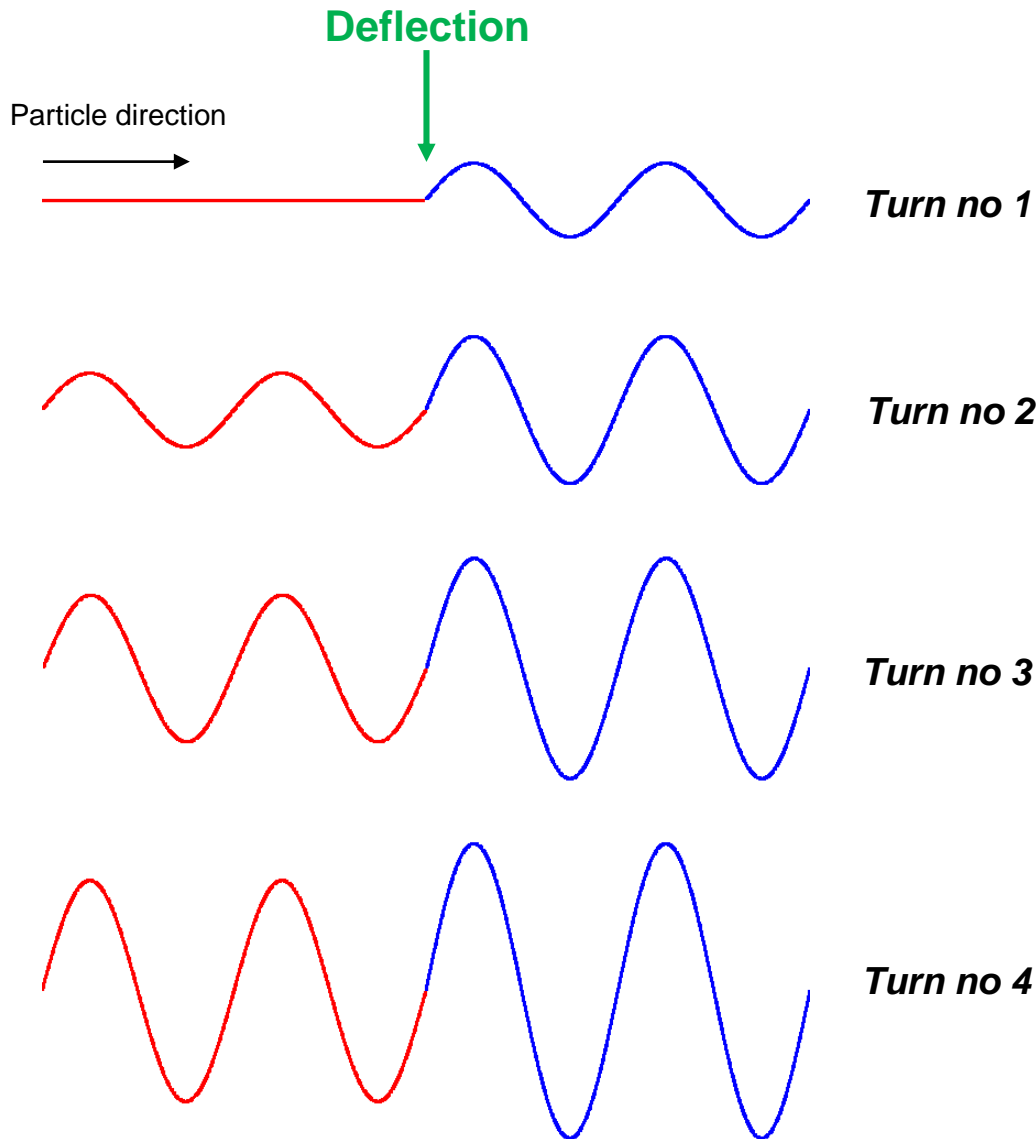 Deflection
Particle direction
Turn no 1
Turn no 2
Turn no 3
Turn no 4